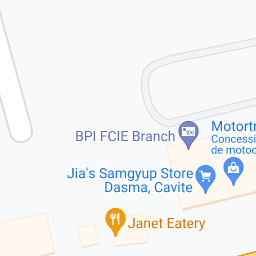 BPI FCIE Branch
Motortr
Concessi
de motoc
Jia's Samgyup Store
Dasma, Cavite
Janet Eatery